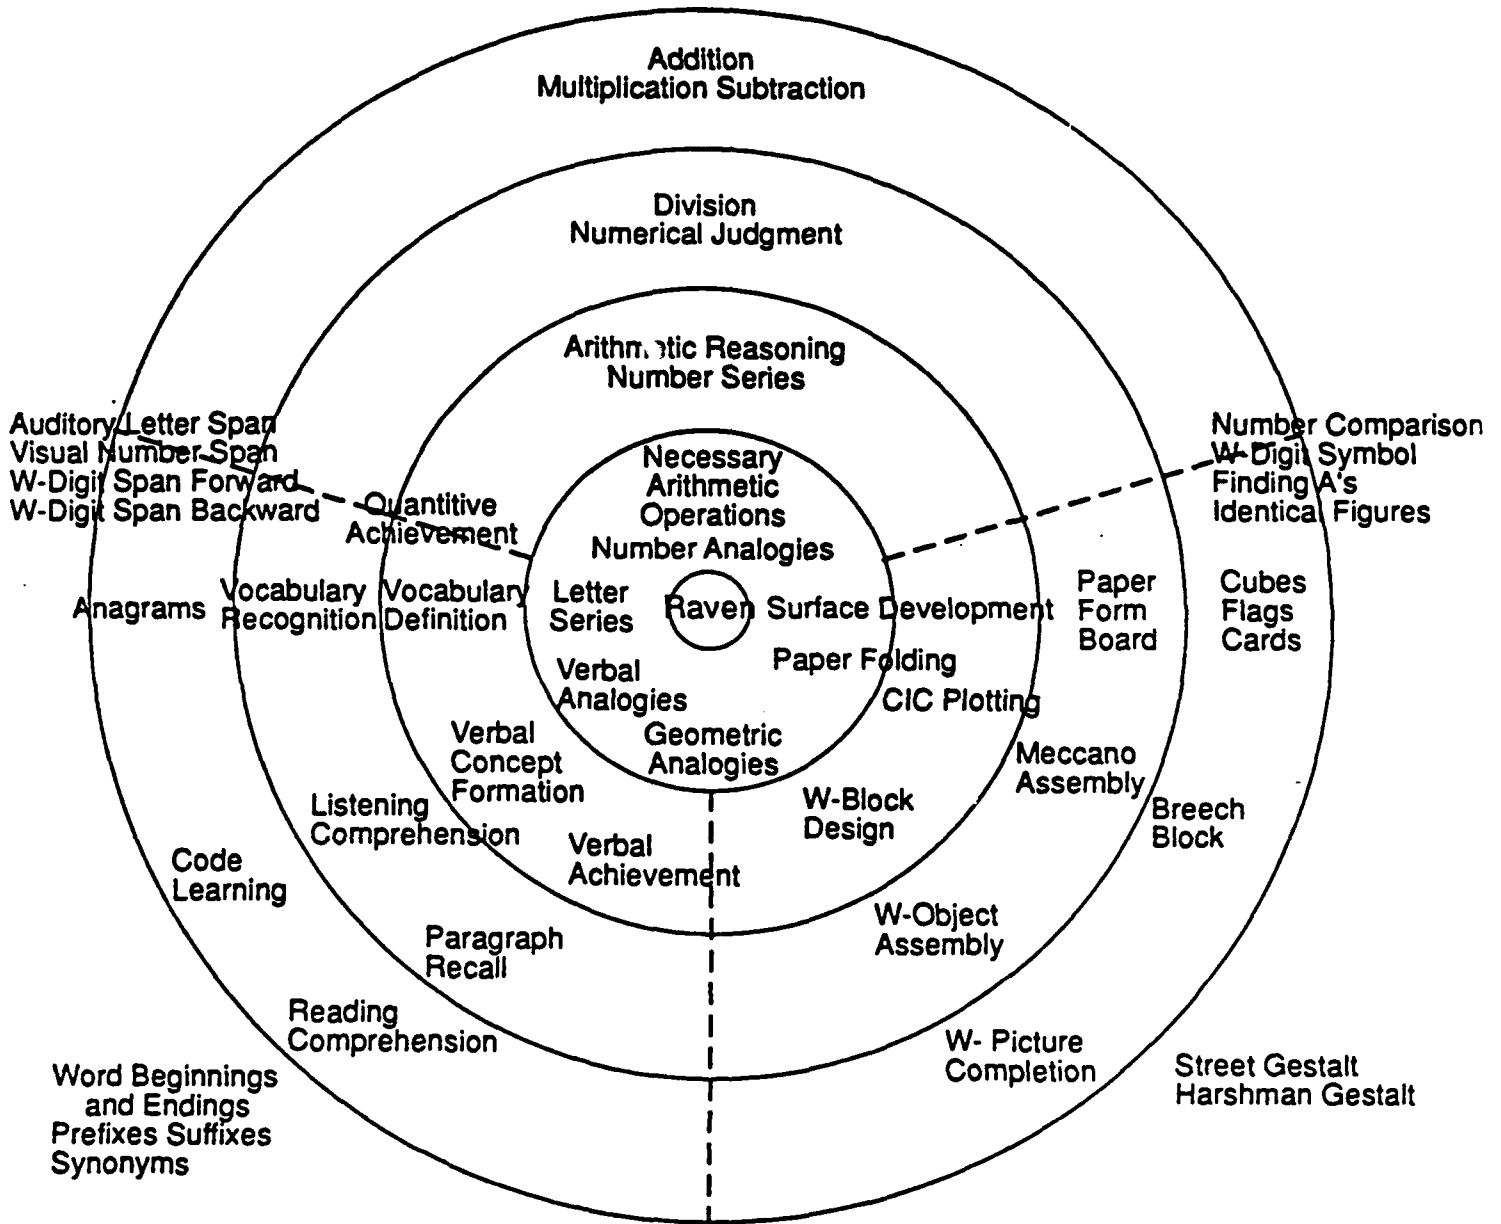 Addition
Multiplication Subtraction
Division
Numerical Judgment
Reasoning
Number Series
Auditory Letter Span
Visual Number Span
W-Digit Span Forward
W-Digit Span Backward
Number Comparison
W-Digit Symbol
Finding A's
Identical Figures
Quantitive
Achievement
Necessary
Arithmetic
Operations
Number Analogies
Anagrams
Vocabulary
Recognition
Vocabulary
Definition
Letter
Series
Raven
Surface Development
Paper
Form
Board
Cubes
Flags
Cards
Verbal
Analogies
Paper Folding
CIC Plotting
Geometric
Analogies
Verbal
Concept
Formation
Meccano
Assembly
Listening
Comprehension
W-Block
Design
Breech
Block
Verbal
Achievement
Code
Learning
W-Object
Assembly
Paragraph
Recall
Reading
Comprehension
W- Picture
Completion
Street Gestalt
Harshman Gestalt
Word Beginnings
and Endings
Prefixes Suffixes
Synonyms